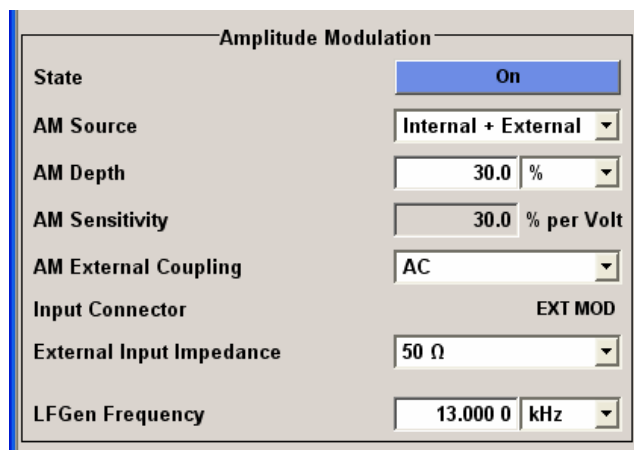 Amplitude Modulation
State On
AM Source Internal + External
AM Depth 30.0 %
AM Sensitivity 30.0 % per Volt
AM External Coupling AC
Input Connector EXT MOD
External Input Impedance 50 Ω
LFGen Frequency 13.000 0 kHz